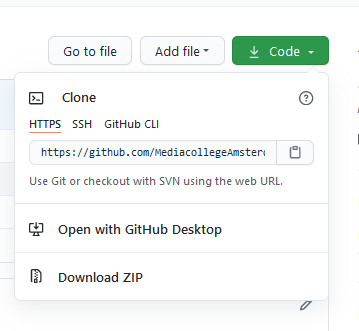 Go to file
Add file
Code
Clone
HTTPS SSH GitHub CLI
https://github.com/MediacollegeAmster
Use Git or checkout with SVN using the web URL.
Open with GitHub Desktop
Download ZIP